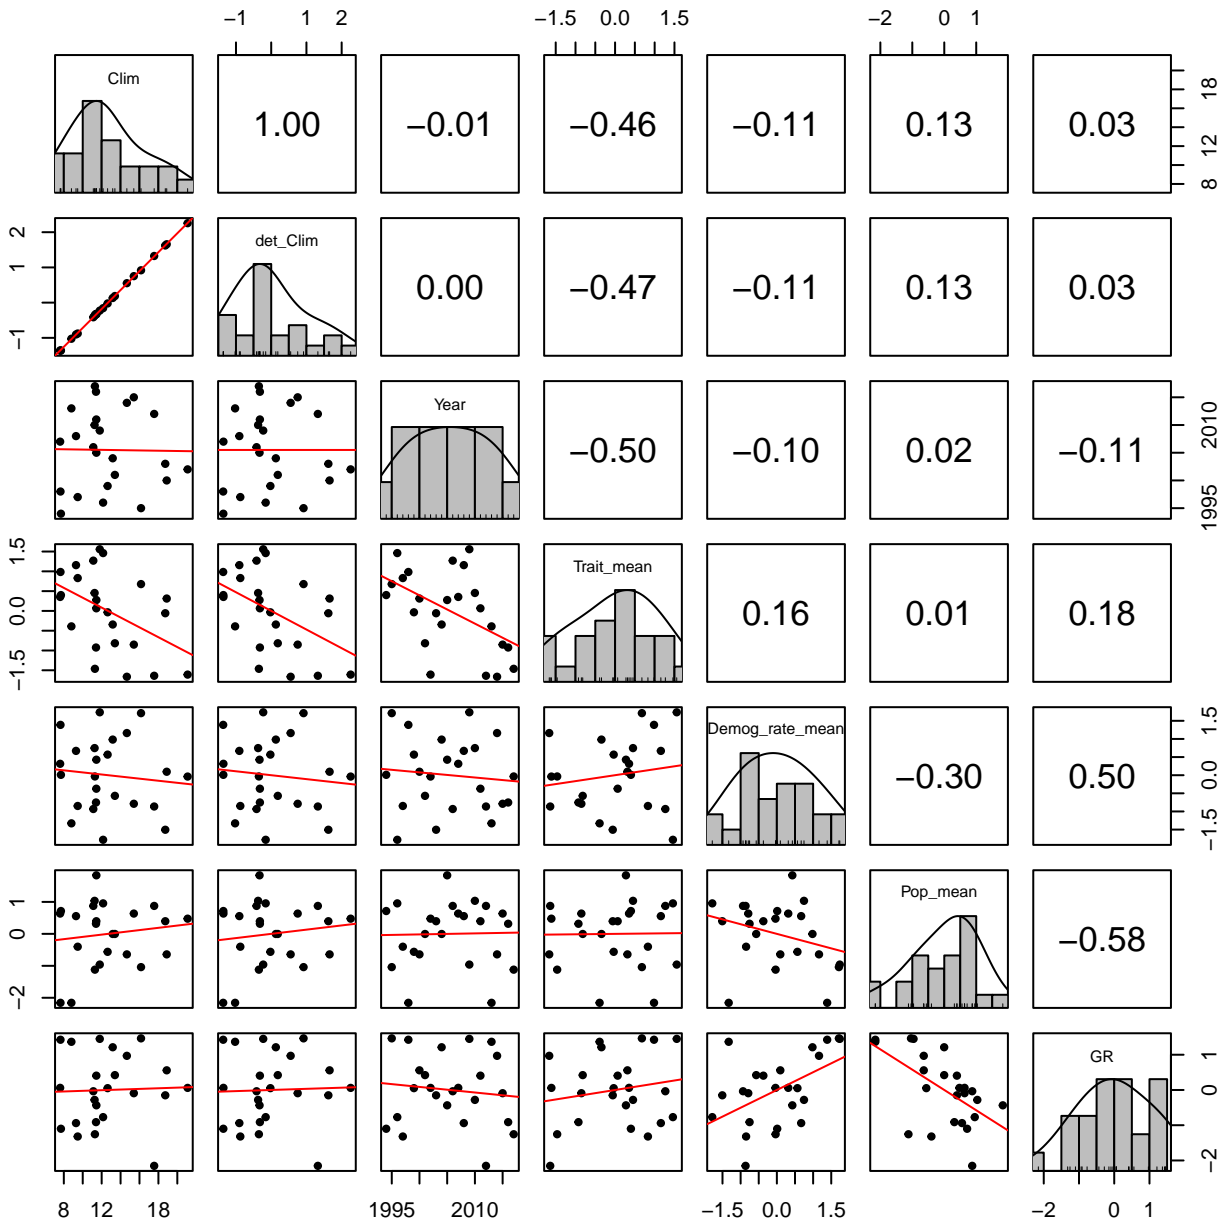 −1 1 2 −1.5 0.0 1.5 −2 0 1
Clim 1.00 −0.01 −0.46 −0.11 0.13 0.03 8 12 18
−1 1 2 det_Clim 0.00 −0.47 −0.11 0.13 0.03
Year −0.50 −0.10 0.02 −0.11 1995 2010
−1.5 0.0 1.5 Trait_mean 0.16 0.01 0.18
Demog_rate_mean −0.30 0.50 −1.5 0.0 1.5
−2 0 1 Pop_mean −0.58
GR −2 0 1
8 12 18 1995 2010 −1.5 0.0 1.5 −2 0 1